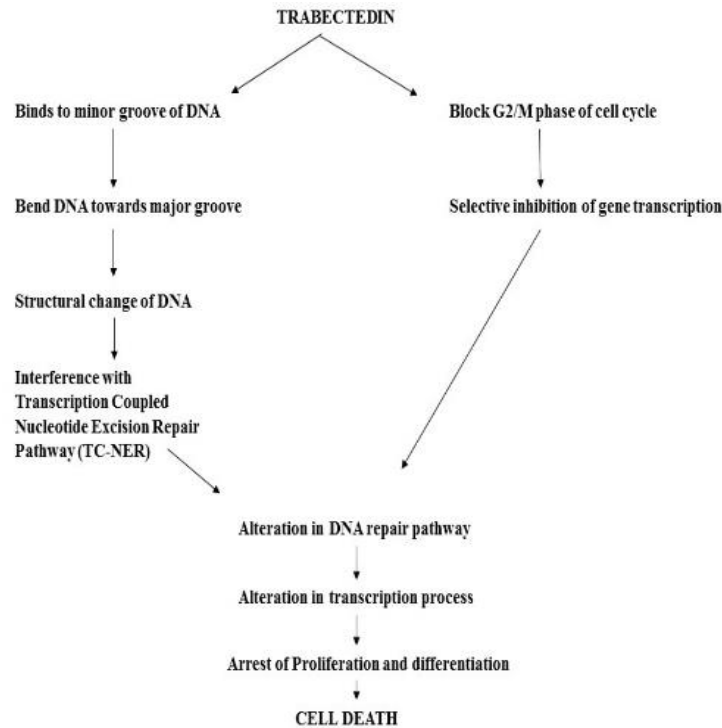 TRABECTEDIN
Binds to minor groove of DNA
Block G2/M phase of cell cycle
Bend DNA towards major groove
Selective inhibition of gene transcription
Structural change of DNA
Interference with
Transcription Coupled
Nucleotide Excision Repair
Pathway (TC-NER)
Alteration in DNA repair pathway
Alteration in transcription process
Arrest of Proliferation and differentiation
CELL DEATH